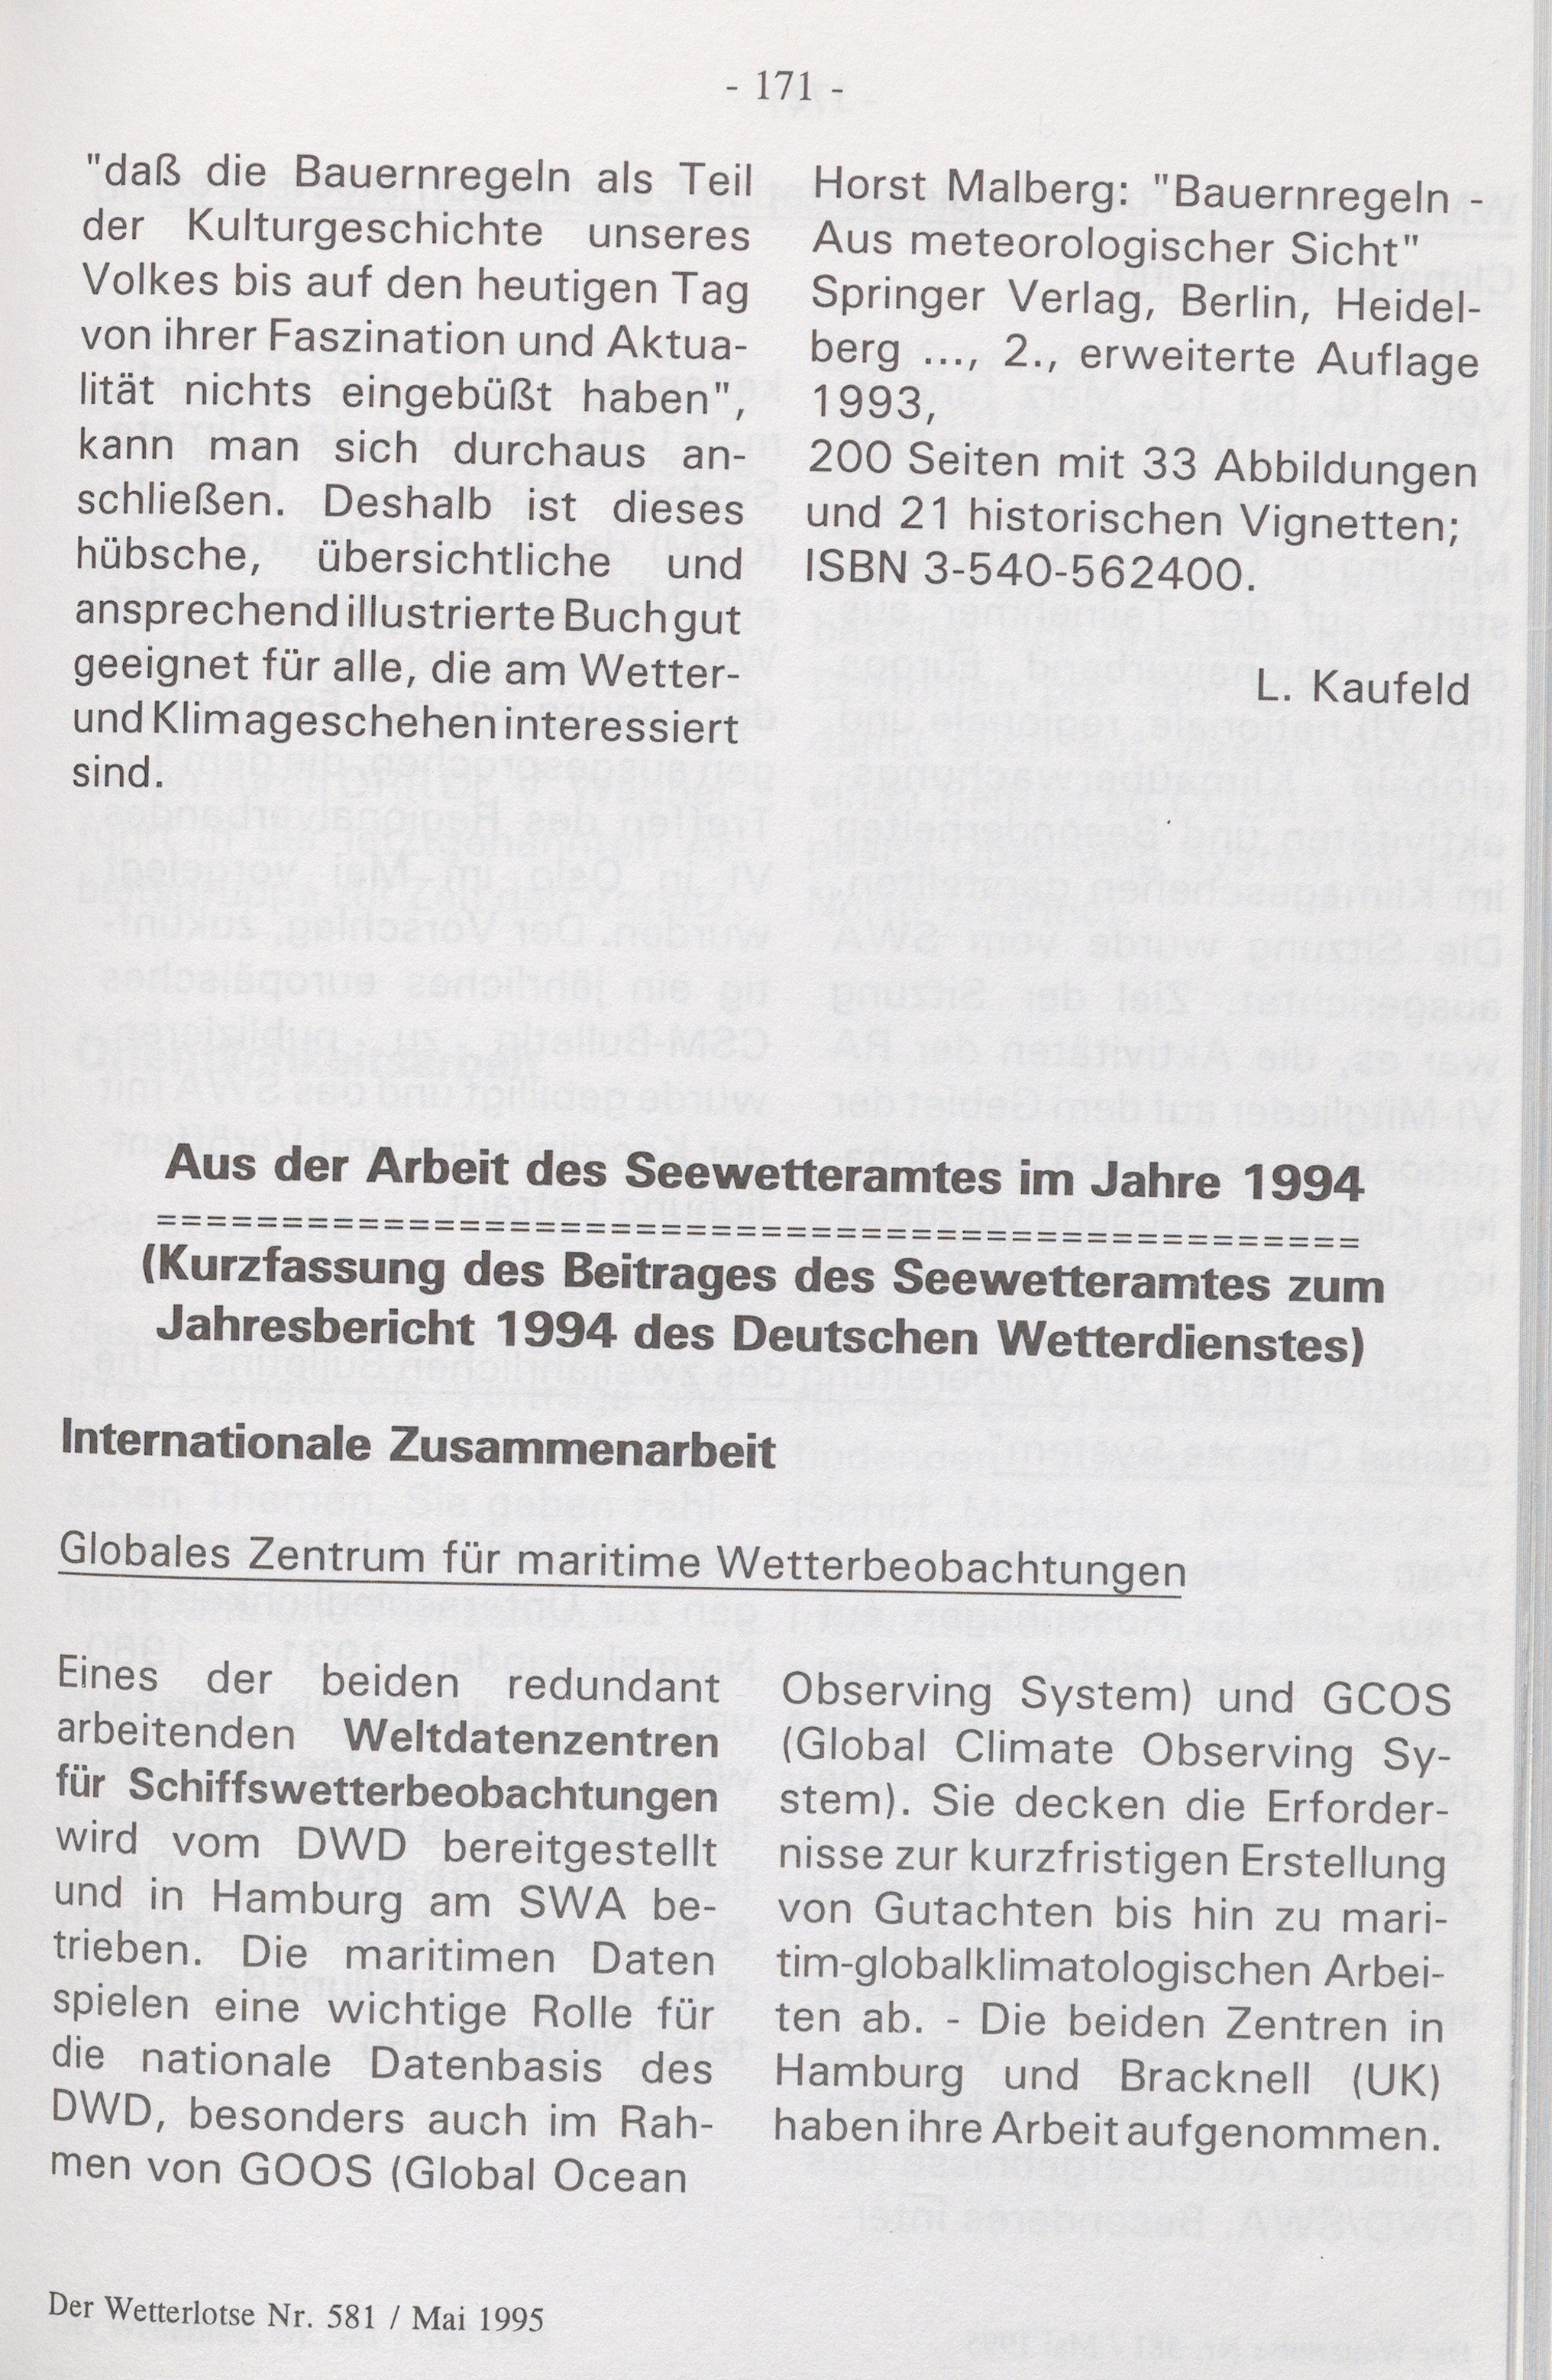 - 171 -
"daß die Bauernregeln als Teil
der Kulturgeschichte unseres
Volkes bis auf den heutigen Tag
von ihrer Faszination und Aktua-
lität nichts eingebüßt haben",
kann man sich durchaus an-
schließen. Deshalb ist dieses
hübsche, übersichtliche und
ansprechend illustrierte Buch gut
geeignet für alle, die am Wetter-
und Klimageschehen interessiert
sind.
Horst Malberg: "Bauernregeln -
Aus meteorologischer Sicht"
Springer Verlag, Berlin, Heidel-
berg ..., 2., erweiterte Auflage
1993,
200 Seiten mit 33 Abbildungen
und 21 historischen Vignetten;
ISBN 3-540-562400.
L. Kaufeld
Aus der Arbeit des Seewetteramtes im Jahre 1994
================================================
(Kurzfassung des Beitrages des Seewetteramtes zum
Jahresbericht 1994 des Deutschen Wetterdienstes)
Internationale Zusammenarbeit
Globales Zentrum für maritime Wetterbeobachtungen
Eines der beiden redundant
arbeitenden Weltdatenzentren
für Schiffswetterbeobachtungen
wird vom DWD bereitgestellt
und in Hamburg am SWA be-
trieben. Die maritimen Daten
spielen eine wichtige Rolle für
die nationale Datenbasis des
DWD, besonders auch im Rah-
men von GOOS (Global Ocean
Observing System) und GCOS
(Global Climate Observing Sy-
stem). Sie decken die Erforder-
nisse zur kurzfristigen Erstellung
von Gutachten bis hin zu mari-
tim-globalklimatologischen Arbei-
ten ab. - Die beiden Zentren in
Hamburg und Bracknell (UK)
haben ihre Arbeit aufgenommen.
Der Wetterlotse Nr. 581 / Mai 1995